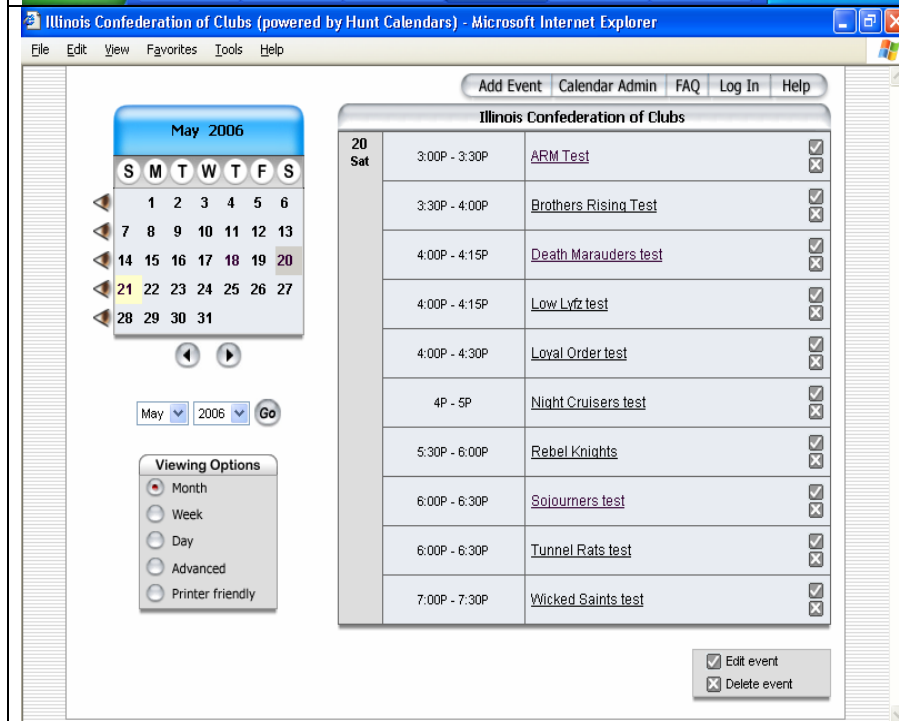 Illinois Confederation of Clubs (powered by Hunt Calendars) - Microsoft Internet Explorer
File Edit View Favorites Tools Help
Add Event Calendar Admin FAQ Log In Help
May 2006
S M T W T F S
1 2 3 4 5 6
7 8 9 10 11 12 13
14 15 16 17 18 19 20
21 22 23 24 25 26 27
28 29 30 31
May 2006 Go
Viewing Options
Month
Week
Day
Advanced
Printer friendly
Illinois Confederation of Clubs
20
Sat
3:00P - 3:30P ARM Test
3:30P - 4:00P Brothers Rising Test
4:00P - 4:15P Death Marauders test
4:00P - 4:15P Low Lyfz test
4:00P - 4:30P Loyal Order test
4P - 5P Night Cruisers test
5:30P - 6:00P Rebel Knights
6:00P - 6:30P Sojourners test
6:00P - 6:30P Tunnel Rats test
7:00P - 7:30P Wicked Saints test
Edit event
Delete event